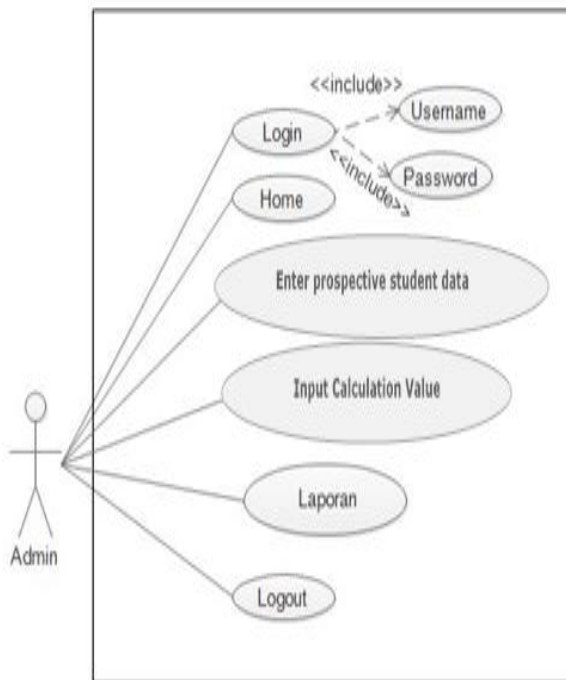 <<include>>
Username
Login
<<include>>
Password
Home
Enter prospective student data
Input Calculation Value
Laporan
Admin
Logout